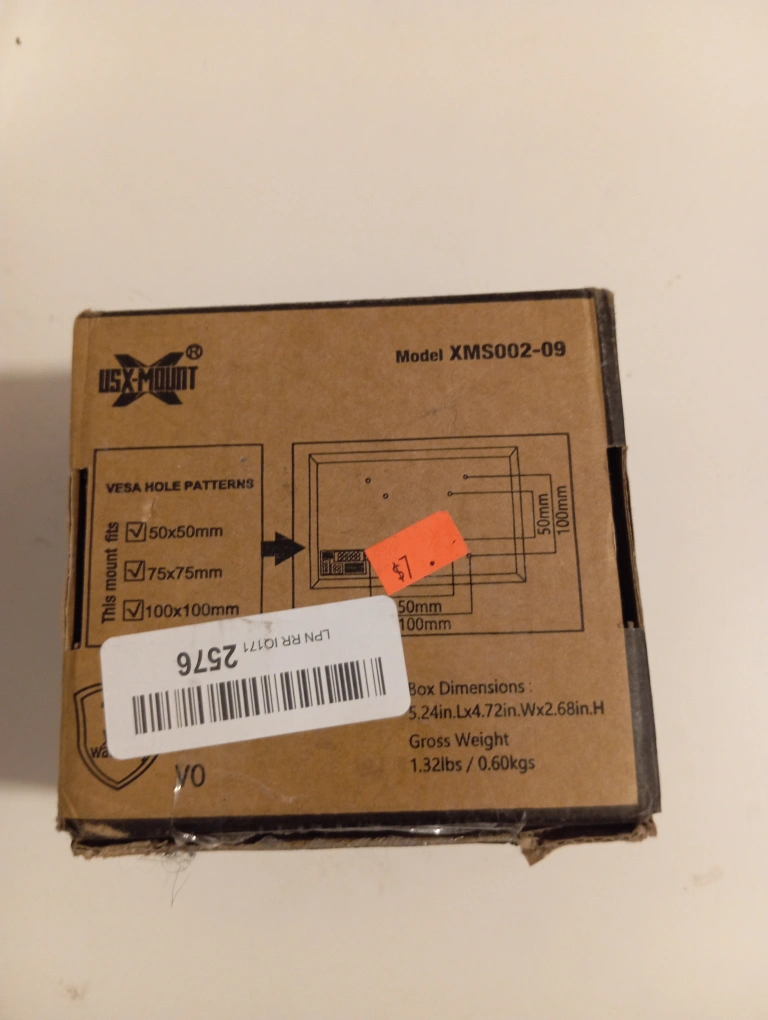 USX-MOUNT®
Model XMS002-09
VESA HOLE PATTERNS
This mount fits
50x50mm
75x75mm
100x100mm
50mm
100mm
50mm
100mm
$7.
LPN RR IQ171 2576
Box Dimensions :
5.24in.Lx4.72in.Wx2.68in.H
Gross Weight
1.32lbs / 0.60kgs
V0